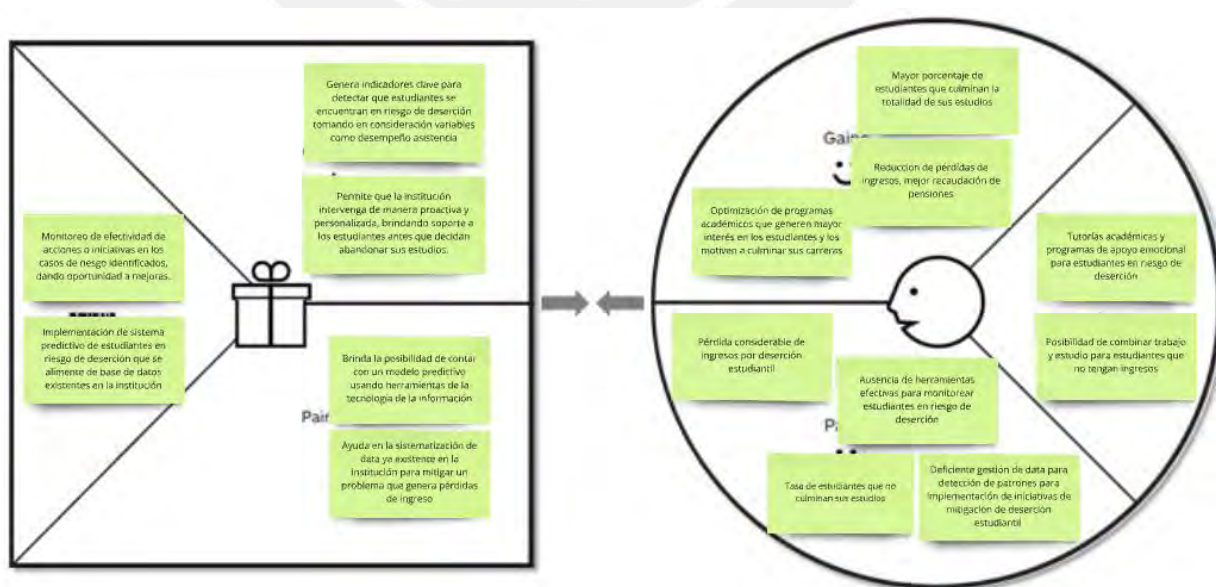 Genera indicadores clave para
detectar que estudiantes se
encuentran en riesgo de deserción
tomando en consideración variables
como desempeño asistencia
Permite que la institución
intervenga de manera proactiva y
personalizada, brindando soporte a
los estudiantes antes que decidan
abandonar sus estudios.
Monitoreo de efectividad de
acciones o iniciativas en los
casos de riesgo identificados,
dando oportunidad a mejoras.
Implementación de sistema
predictivo de estudiantes en
riesgo de deserción que se
alimente de base de datos
existentes en la institución
Brinda la posibilidad de contar
con un modelo predictivo
usando herramientas de la
tecnología de la información
Pain
Ayuda en la sistematización de
data ya existente en la
institución para mitigar un
problema que genera pérdidas
de ingreso
Mayor porcentaje de
estudiantes que culminan la
totalidad de sus estudios
Gains
Reducción de pérdidas de
ingresos, mejor recaudación de
pensiones
Optimización de programas
académicos que generen mayor
interés en los estudiantes y los
motiven a culminar sus carreras
Tutorías académicas y
programas de apoyo emocional
para estudiantes en riesgo de
deserción
Posibilidad de combinar trabajo
y estudio para estudiantes que
no tengan ingresos
Pérdida considerable de
ingresos por deserción
estudiantil
Ausencia de herramientas
efectivas para monitorear
estudiantes en riesgo de
deserción
Tasa de estudiantes que no
culminan sus estudios
Deficiente gestión de data para
detección de patrones para
implementación de iniciativas de
mitigación de deserción
estudiantil